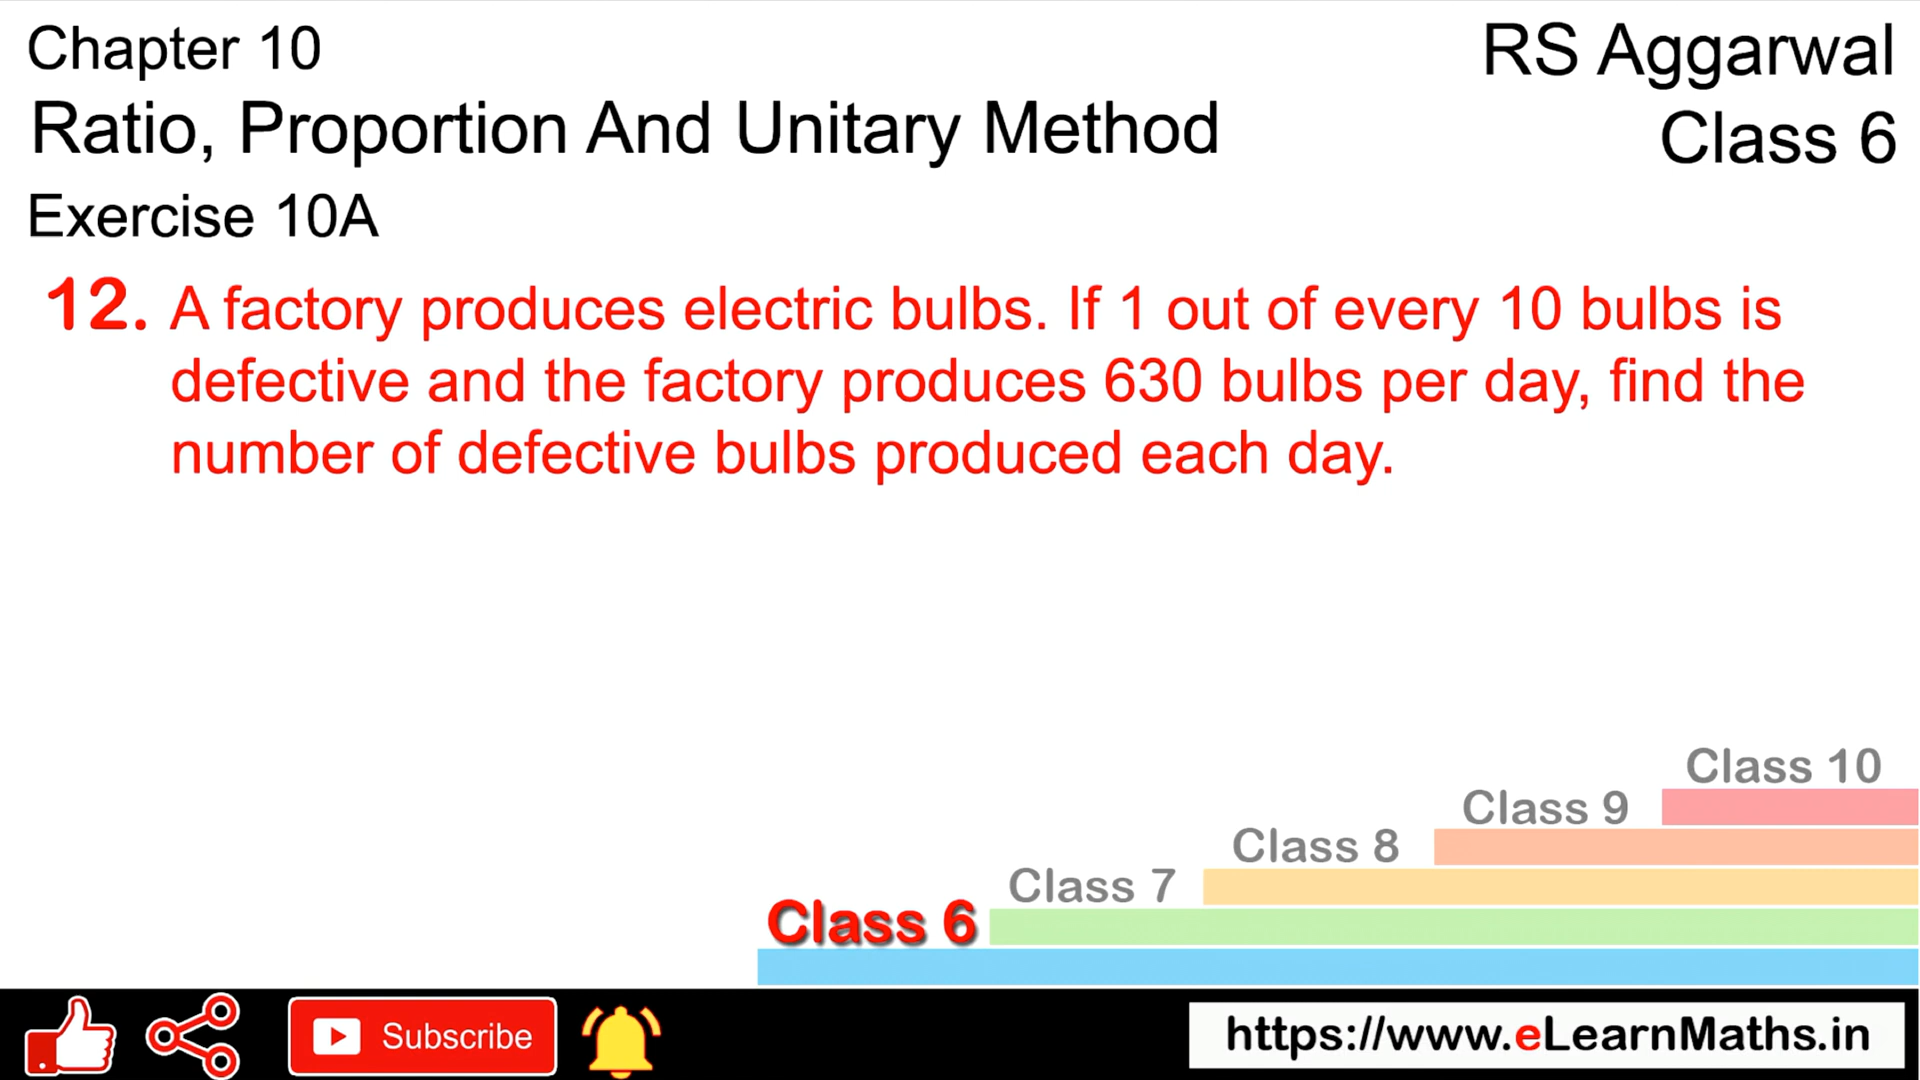 Chapter 10
RS Aggarwal
Ratio, Proportion And Unitary Method
Class 6
Exercise 10A
12. A factory produces electric bulbs. If 1 out of every 10 bulbs is
defective and the factory produces 630 bulbs per day, find the
number of defective bulbs produced each day.
Class 10
Class 9
Class 8
Class 7
Class 6
Subscribe
https://www.eLearnMaths.in